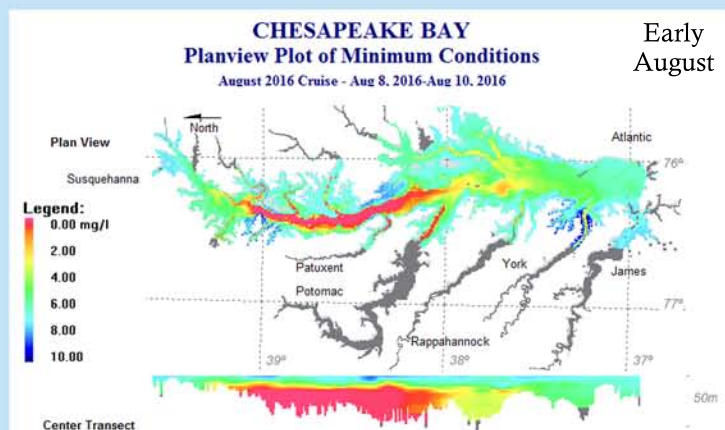 CHESAPEAKE BAY
Planview Plot of Minimum Conditions
August 2016 Cruise - Aug 8, 2016-Aug 10, 2016
Early
August
North
Plan View
Atlantic
76°
Susquehanna
Legend:
0.00 mg/l
2.00
4.00
6.00
8.00
10.00
Patuxent
York
James
Potomac
77°
Rappahannock
39°
38°
37°
50m
Center Transect